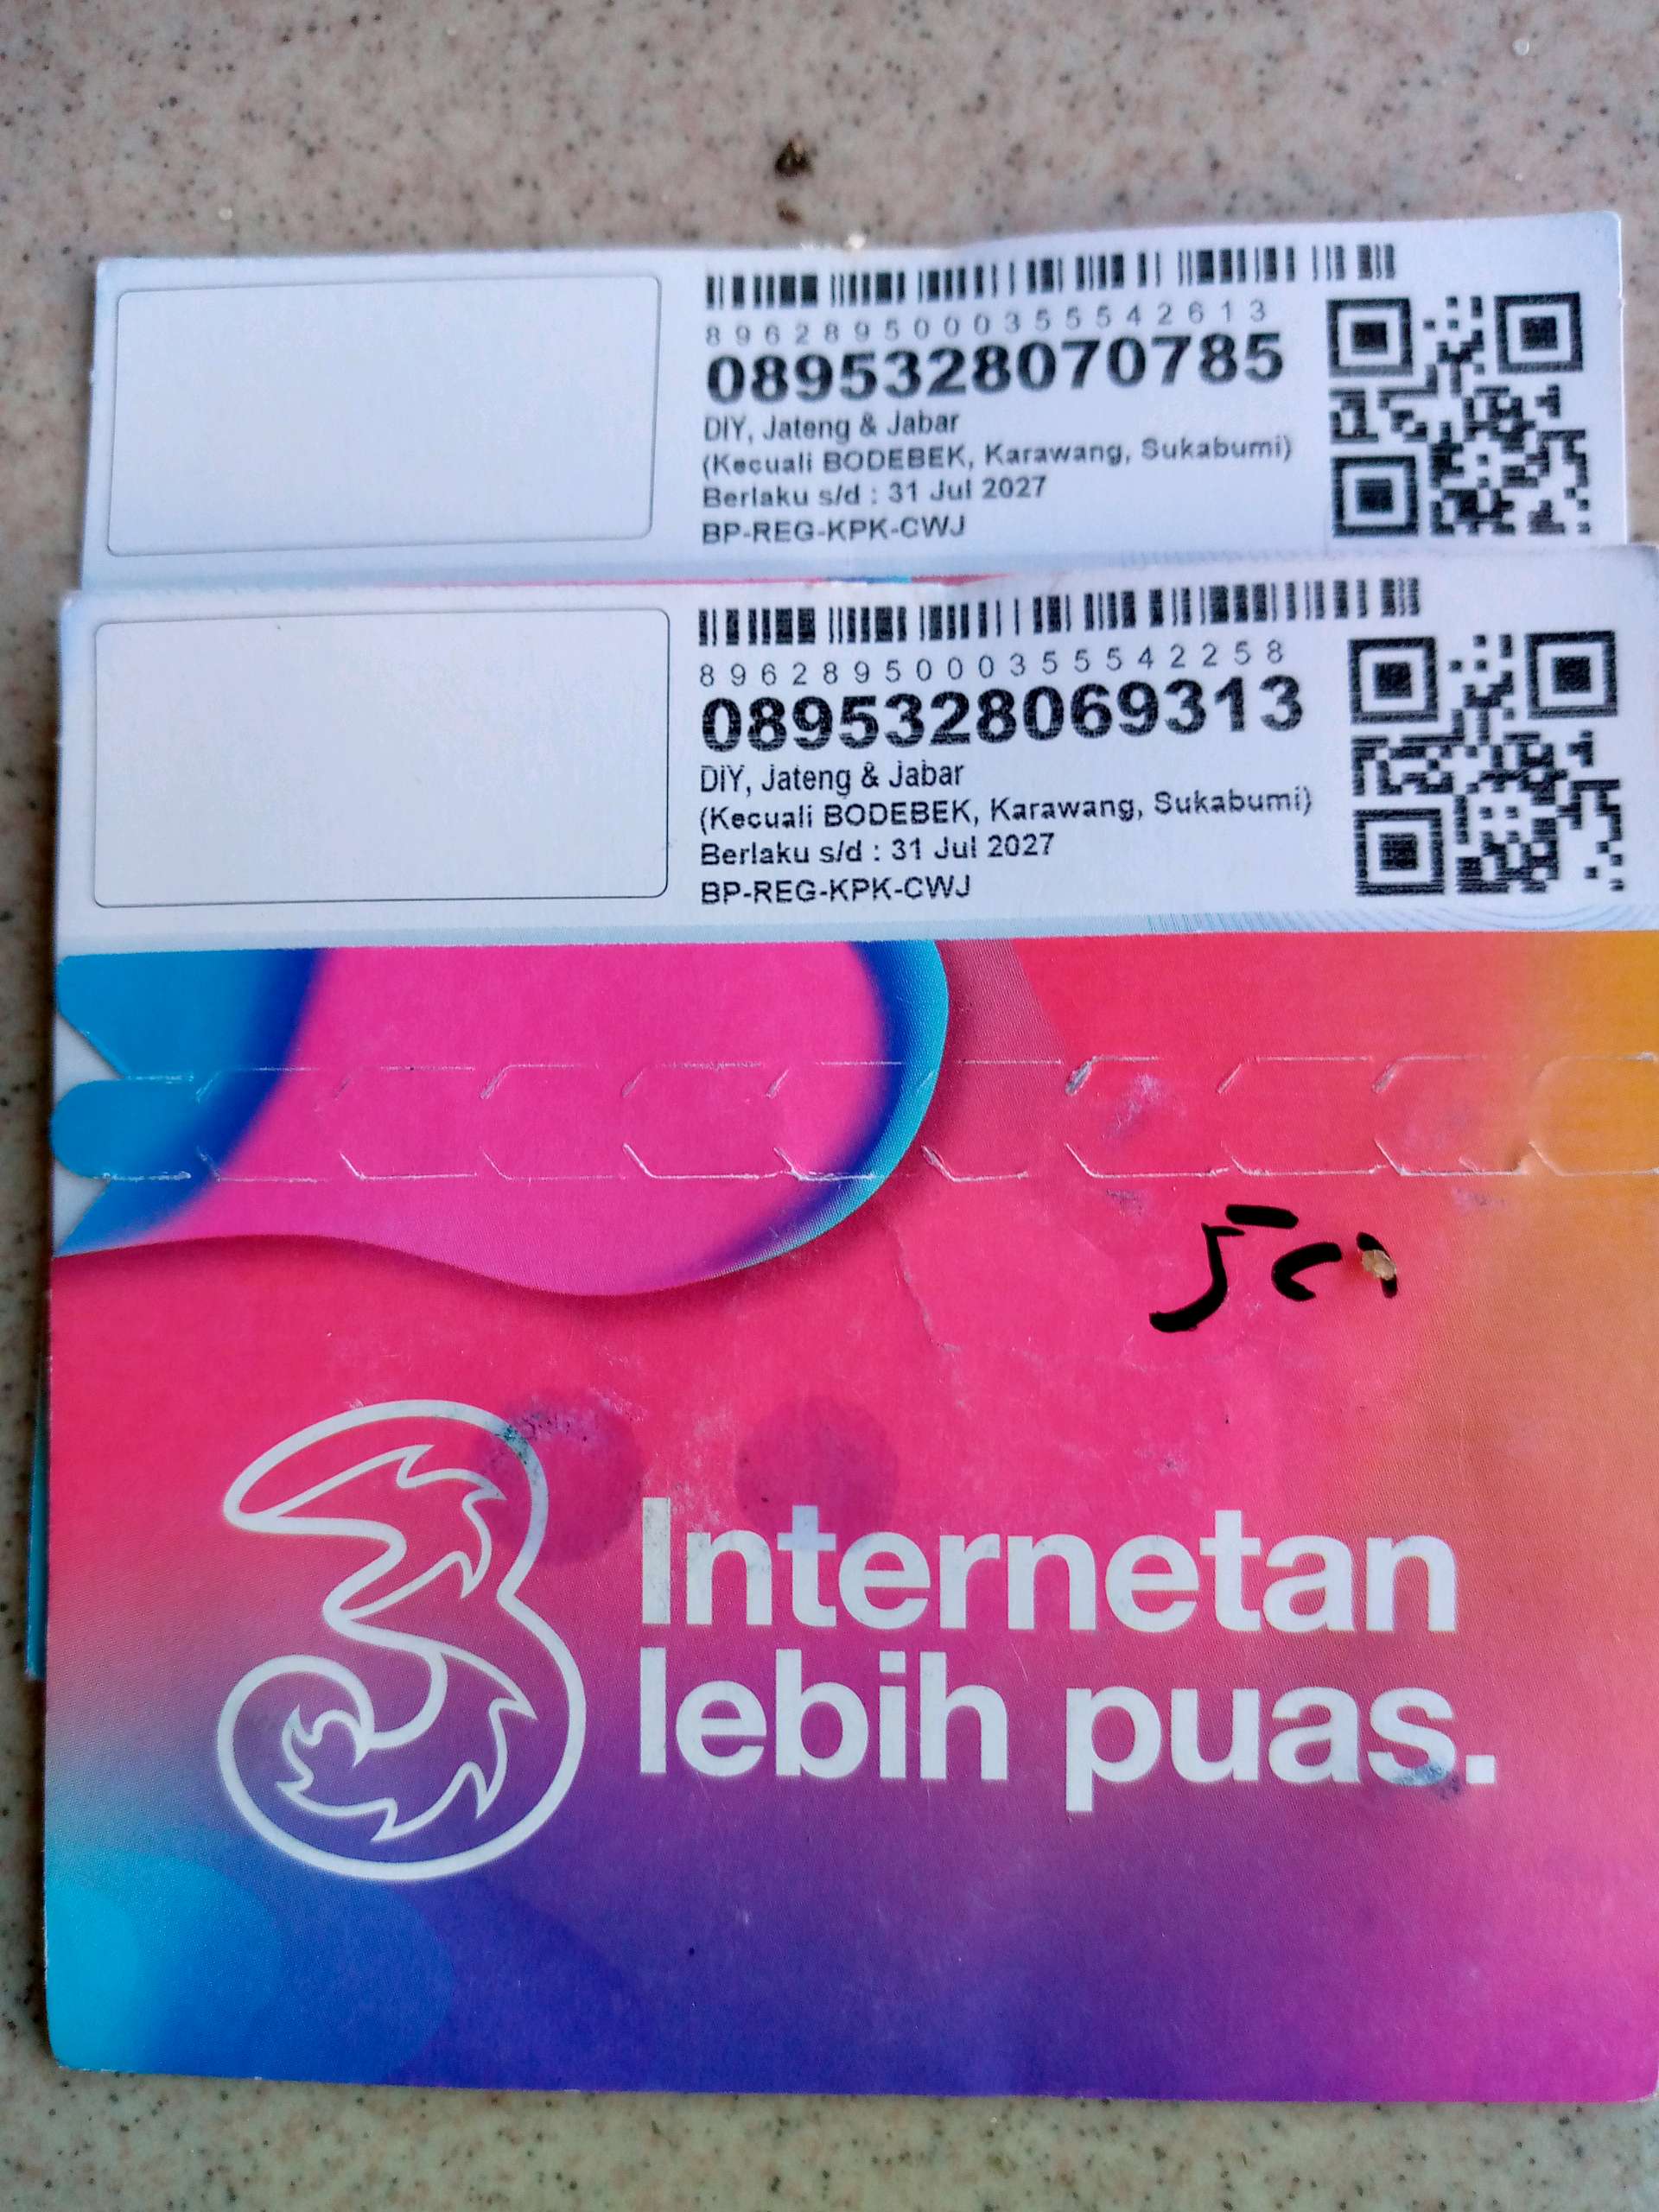 8962895000355542613
0895328070785
DIY, Jateng & Jabar
(Kecuali BODEBEK, Karawang, Sukabumi)
Berlaku s/d : 31 Jul 2027
BP-REG-KPK-CWJ
8962895000355542258
0895328069313
DIY, Jateng & Jabar
(Kecuali BODEBEK, Karawang, Sukabumi)
Berlaku s/d : 31 Jul 2027
BP-REG-KPK-CWJ
3
Internetan
lebih puas.